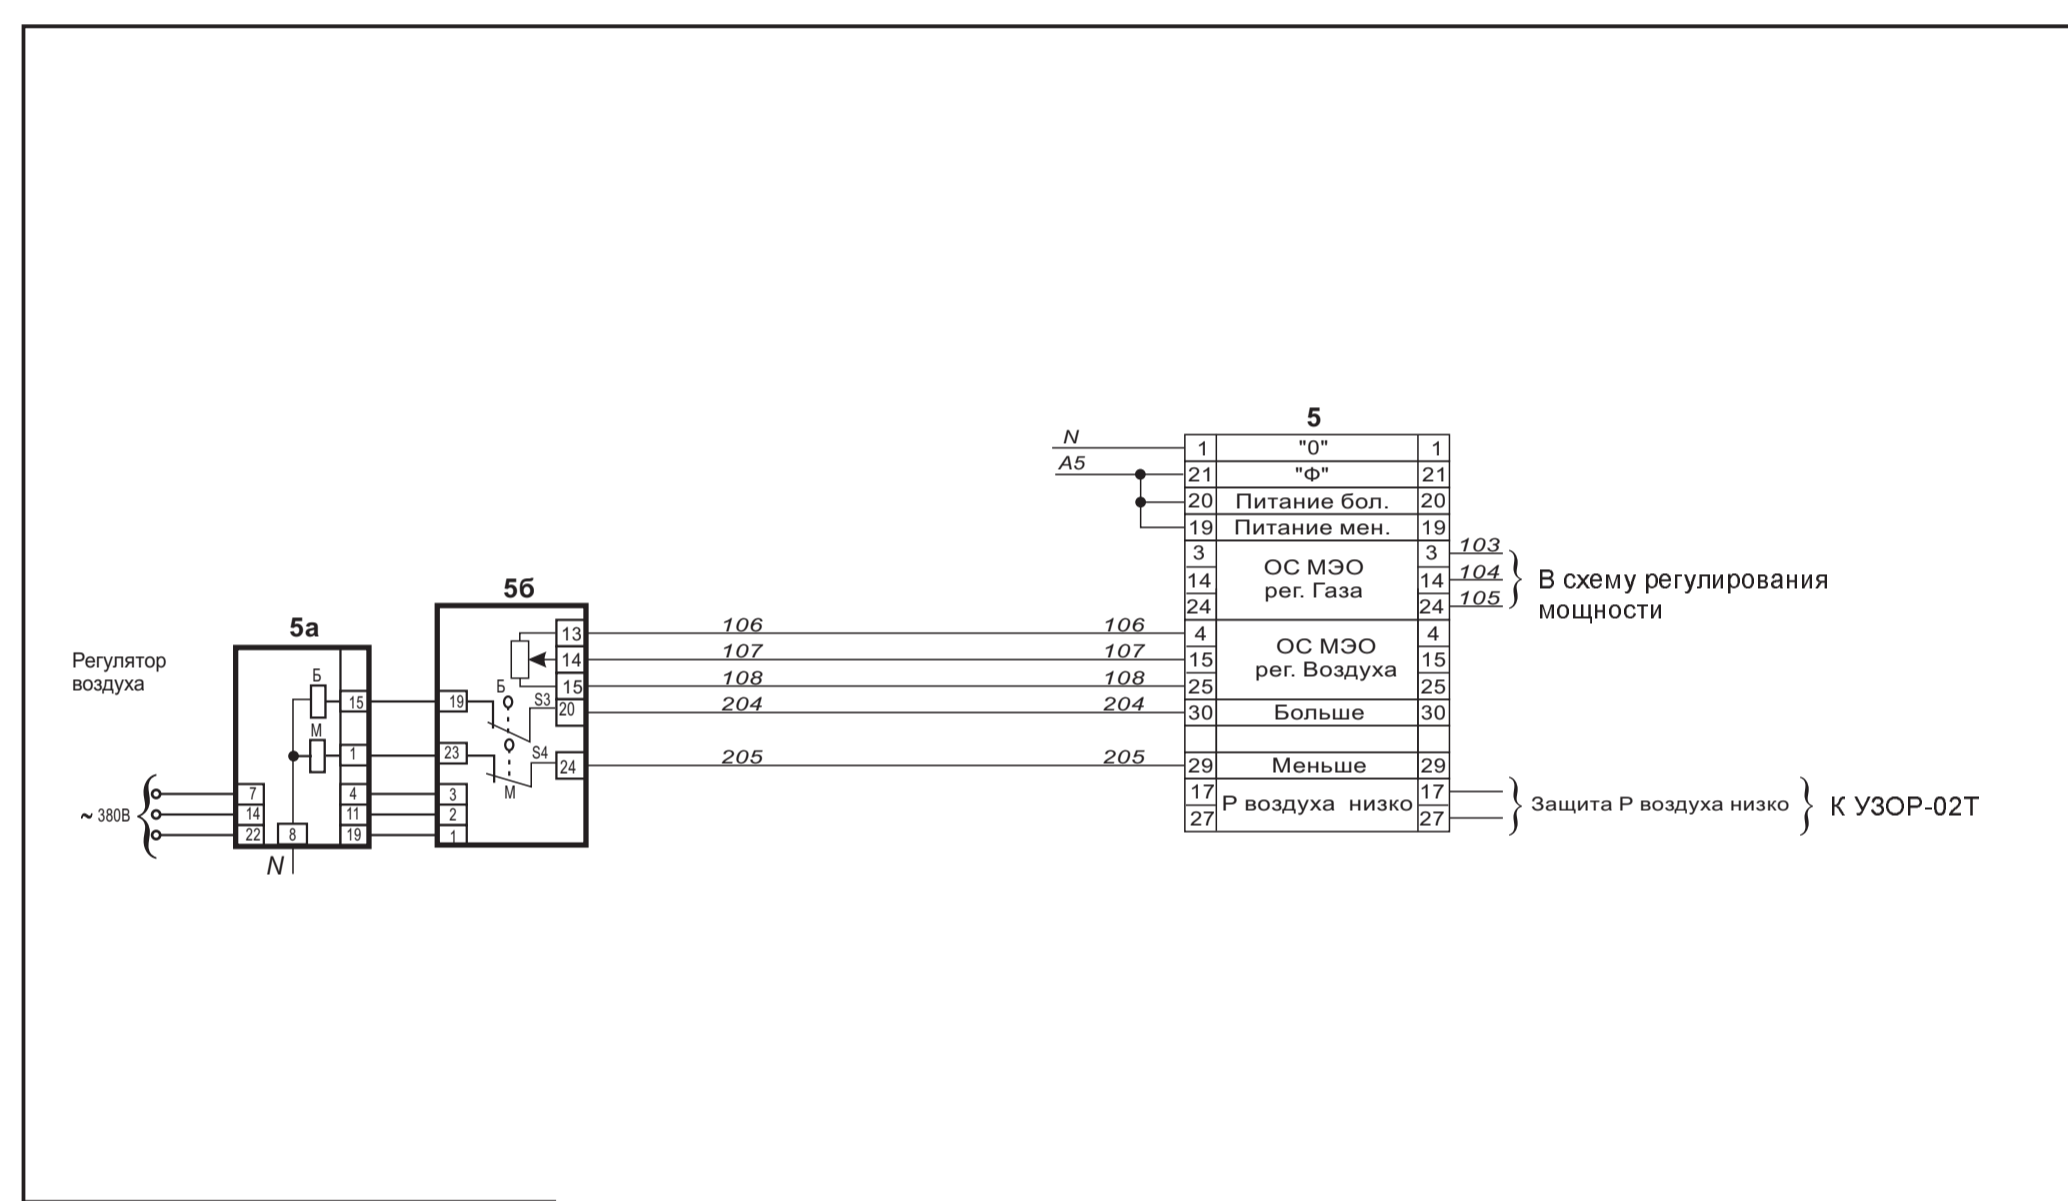 5
N
1 "0" 1
A5
21 "Ф" 21
20 Питание бол. 20
19 Питание мен. 19
3 3 103
ОС МЭО
14 14 104
рег. Газа
24 24 105
В схему регулирования
мощности
5б
5а
Регулятор
воздуха
13 106 106 4 4
14 107 107 15 15
ОС МЭО
рег. Воздуха
15 108 108 25 25
Б
15 19 Б S3 20 204 204 30 Больше 30
М
1 23 S4 24 205 205 29 Меньше 29
М
~ 380В
7 4 3
14 11 2
22 8 19 1
N
17 17
Р воздуха низко
27 27
Защита Р воздуха низко
К УЗОР-02Т